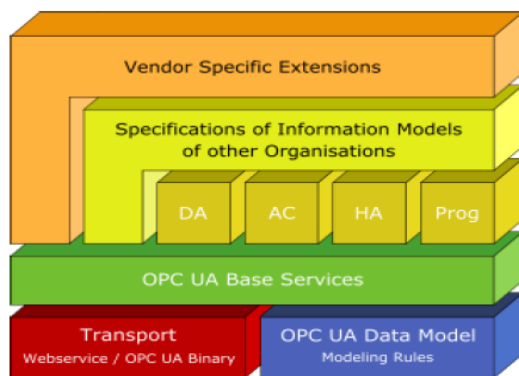 Vendor Specific Extensions
Specifications of Information Models
of other Organisations
DA AC HA Prog
OPC UA Base Services
Transport
Webservice / OPC UA Binary
OPC UA Data Model
Modeling Rules